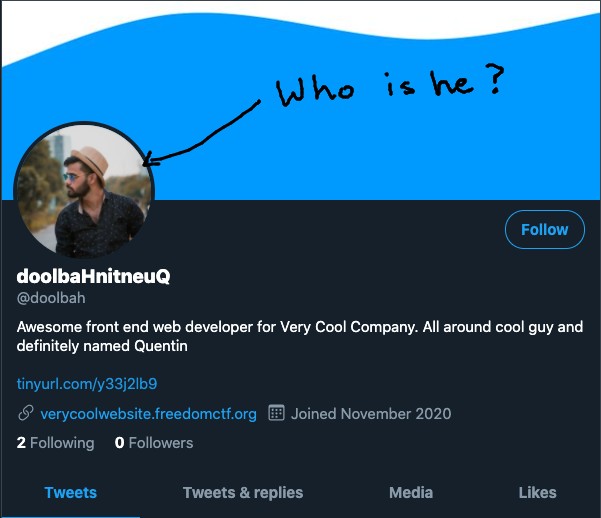 Who is he?
Follow
doolbaHnitneuQ
@doolbah
Awesome front end web developer for Very Cool Company. All around cool guy and
definitely named Quentin
tinyurl.com/y33j2lb9
verycoolwebsite.freedomctf.org Joined November 2020
2 Following 0 Followers
Tweets Tweets & replies Media Likes